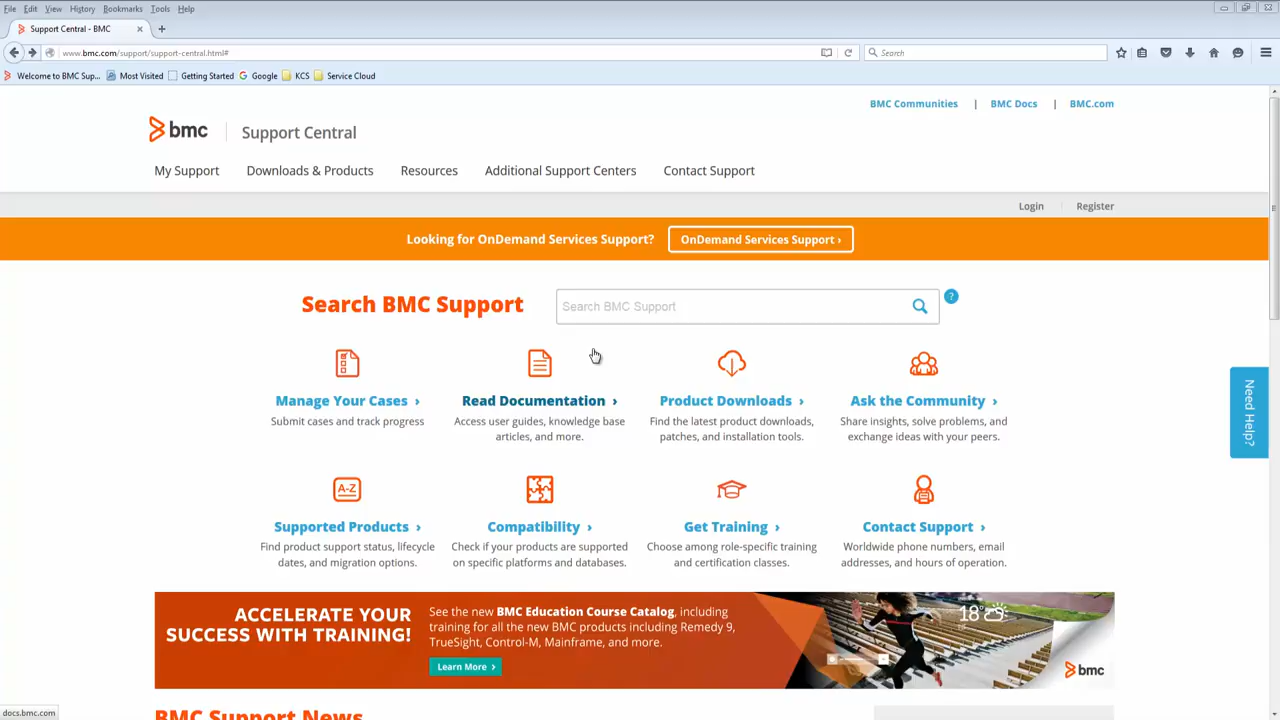 File Edit View History Bookmarks Tools Help
Support Central - BMC
www.bmc.com/support/support-central.html#
Search
Welcome to BMC Sup... Most Visited Getting Started Google KCS Service Cloud
BMC Communities | BMC Docs | BMC.com
bmc Support Central
My Support Downloads & Products Resources Additional Support Centers Contact Support
Login Register
Looking for OnDemand Services Support? OnDemand Services Support ›
Search BMC Support Search BMC Support ?
Manage Your Cases ›
Submit cases and track progress
Read Documentation ›
Access user guides, knowledge base
articles, and more.
Product Downloads ›
Find the latest product downloads,
patches, and installation tools.
Ask the Community ›
Share insights, solve problems, and
exchange ideas with your peers.
Need Help?
A-Z
Supported Products ›
Find product support status, lifecycle
dates, and migration options.
Compatibility ›
Check if your products are supported
on specific platforms and databases.
Get Training ›
Choose among role-specific training
and certification classes.
Contact Support ›
Worldwide phone numbers, email
addresses, and hours of operation.
ACCELERATE YOUR
SUCCESS WITH TRAINING!
See the new BMC Education Course Catalog, including
training for all the new BMC products including Remedy 9,
TrueSight, Control-M, Mainframe, and more.
Learn More ›
18°
bmc
BMC Support News
docs.bmc.com